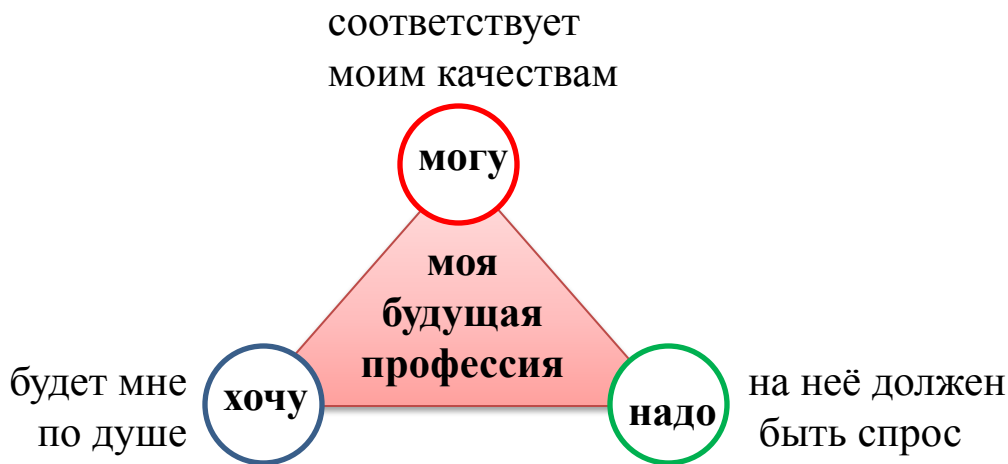 соответствует
моим качествам
могу
моя
будущая
профессия
будет мне
по душе
хочу
надо
на неё должен
быть спрос